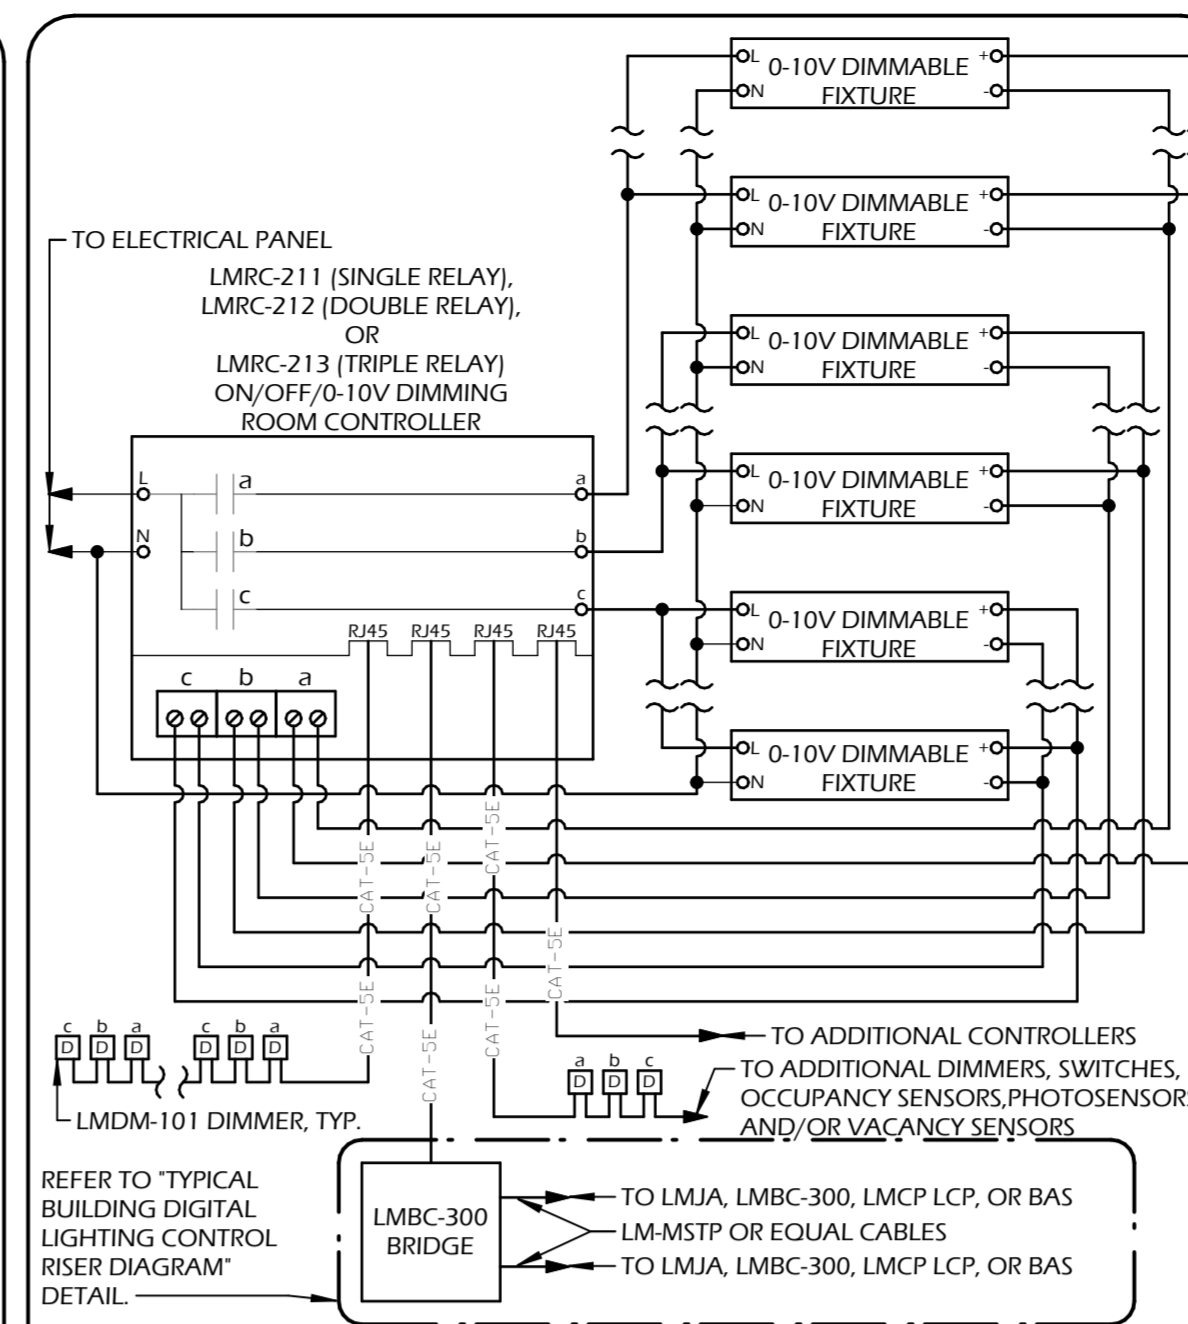 L 0-10V DIMMABLE +
N FIXTURE -
L 0-10V DIMMABLE +
N FIXTURE -
TO ELECTRICAL PANEL
LMRC-211 (SINGLE RELAY),
LMRC-212 (DOUBLE RELAY),
OR
LMRC-213 (TRIPLE RELAY)
ON/OFF/0-10V DIMMING
ROOM CONTROLLER
L 0-10V DIMMABLE +
N FIXTURE -
L 0-10V DIMMABLE +
N FIXTURE -
L a a
N b b
c c
L 0-10V DIMMABLE +
N FIXTURE -
RJ45 RJ45 RJ45 RJ45
c b a
L 0-10V DIMMABLE +
N FIXTURE -
CAT-5E CAT-5E CAT-5E
CAT-5E
CAT-5E CAT-5E CAT-5E
c b a c b a
D D D D D D
LMDM-101 DIMMER, TYP.
TO ADDITIONAL CONTROLLERS
a b c
D D D
TO ADDITIONAL DIMMERS, SWITCHES,
OCCUPANCY SENSORS,PHOTOSENSORS
AND/OR VACANCY SENSORS
REFER TO "TYPICAL
BUILDING DIGITAL
LIGHTING CONTROL
RISER DIAGRAM"
DETAIL.
LMBC-300
BRIDGE
TO LMJA, LMBC-300, LMCP LCP, OR BAS
LM-MSTP OR EQUAL CABLES
TO LMJA, LMBC-300, LMCP LCP, OR BAS